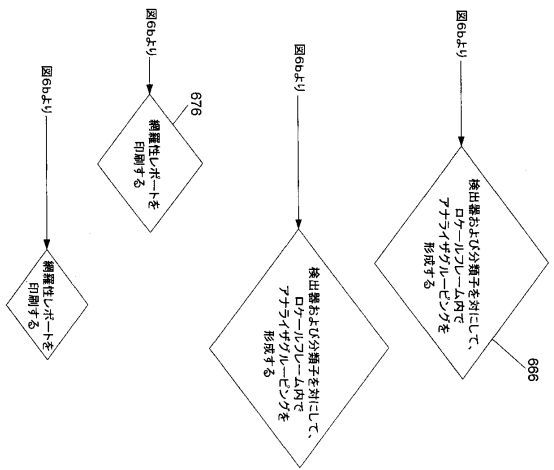 図6bより
検出器および分類子を対にして、
ロケールフレーム内で
アナライザグルーピングを
形成する
666
図6bより
検出器および分類子を対にして、
ロケールフレーム内で
アナライザグルーピングを
形成する
図6bより
網羅性レポートを
印刷する
676
図6bより
網羅性レポートを
印刷する